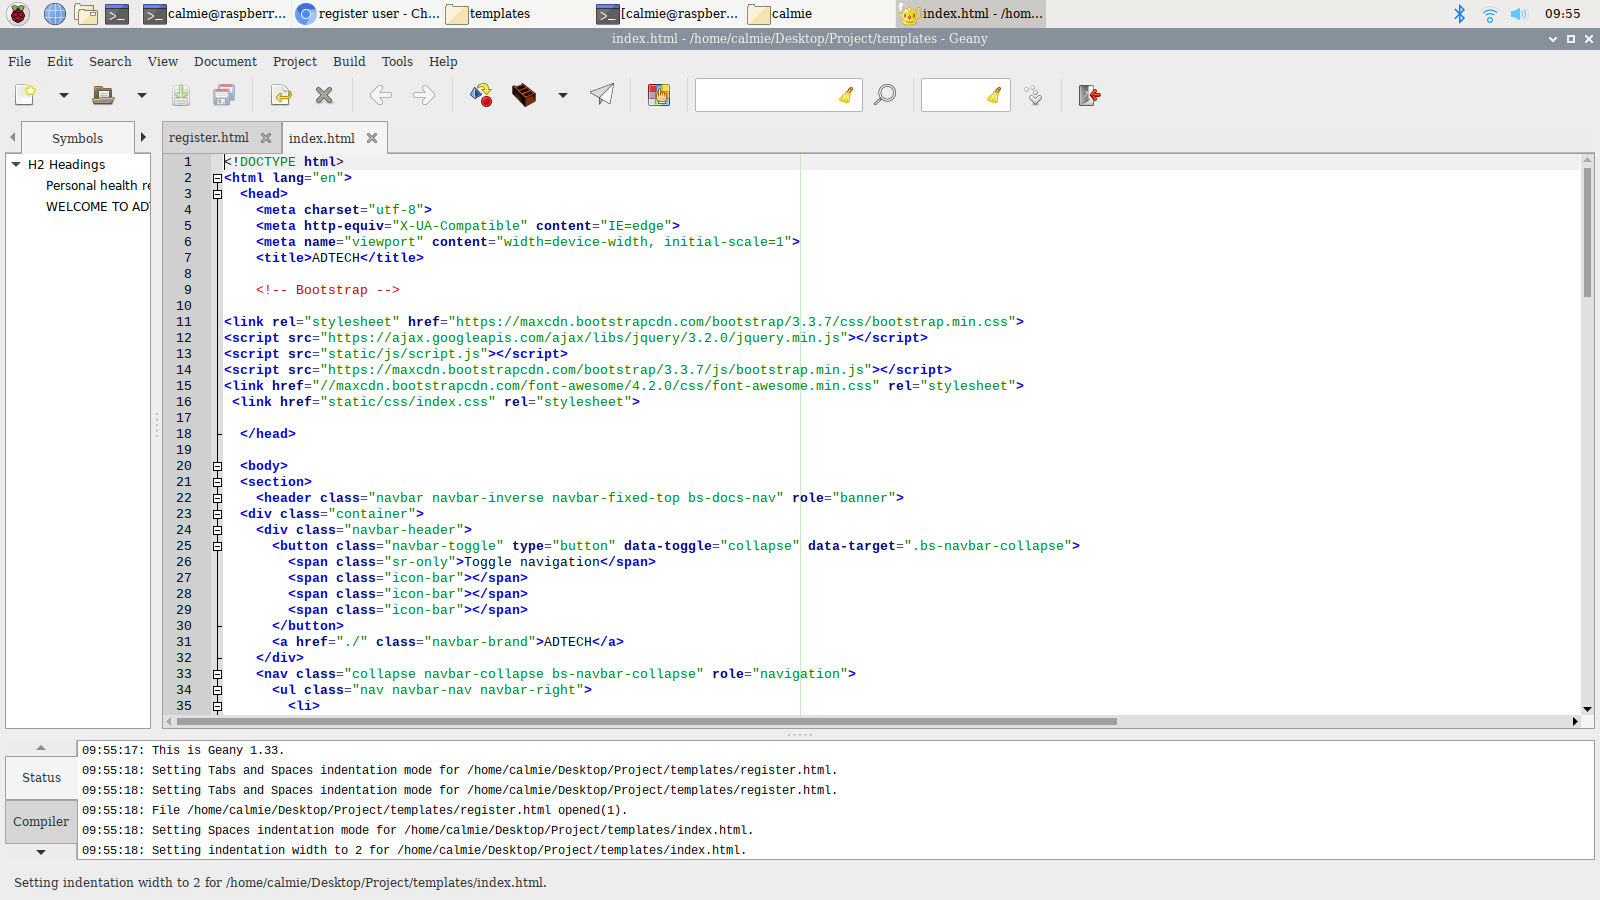 calmie@raspberr...
register user - Ch...
templates
[calmie@raspber...
calmie
index.html - /hom...
09:55
index.html - /home/calmie/Desktop/Project/templates - Geany
File Edit Search View Document Project Build Tools Help
Symbols
register.html
index.html
H2 Headings
Personal health re
WELCOME TO AD
1 <!DOCTYPE html>
2 <html lang="en">
3 <head>
4 <meta charset="utf-8">
5 <meta http-equiv="X-UA-Compatible" content="IE=edge">
6 <meta name="viewport" content="width=device-width, initial-scale=1">
7 <title>ADTECH</title>
8
9 <!-- Bootstrap -->
10
11 <link rel="stylesheet" href="https://maxcdn.bootstrapcdn.com/bootstrap/3.3.7/css/bootstrap.min.css">
12 <script src="https://ajax.googleapis.com/ajax/libs/jquery/3.2.0/jquery.min.js"></script>
13 <script src="static/js/script.js"></script>
14 <script src="https://maxcdn.bootstrapcdn.com/bootstrap/3.3.7/js/bootstrap.min.js"></script>
15 <link href="//maxcdn.bootstrapcdn.com/font-awesome/4.2.0/css/font-awesome.min.css" rel="stylesheet">
16 <link href="static/css/index.css" rel="stylesheet">
17
18 </head>
19
20 <body>
21 <section>
22 <header class="navbar navbar-inverse navbar-fixed-top bs-docs-nav" role="banner">
23 <div class="container">
24 <div class="navbar-header">
25 <button class="navbar-toggle" type="button" data-toggle="collapse" data-target=".bs-navbar-collapse">
26 <span class="sr-only">Toggle navigation</span>
27 <span class="icon-bar"></span>
28 <span class="icon-bar"></span>
29 <span class="icon-bar"></span>
30 </button>
31 <a href="./" class="navbar-brand">ADTECH</a>
32 </div>
33 <nav class="collapse navbar-collapse bs-navbar-collapse" role="navigation">
34 <ul class="nav navbar-nav navbar-right">
35 <li>
Status
Compiler
09:55:17: This is Geany 1.33.
09:55:18: Setting Tabs and Spaces indentation mode for /home/calmie/Desktop/Project/templates/register.html.
09:55:18: Setting Tabs and Spaces indentation mode for /home/calmie/Desktop/Project/templates/register.html.
09:55:18: File /home/calmie/Desktop/Project/templates/register.html opened(1).
09:55:18: Setting Spaces indentation mode for /home/calmie/Desktop/Project/templates/index.html.
09:55:18: Setting indentation width to 2 for /home/calmie/Desktop/Project/templates/index.html.
Setting indentation width to 2 for /home/calmie/Desktop/Project/templates/index.html.